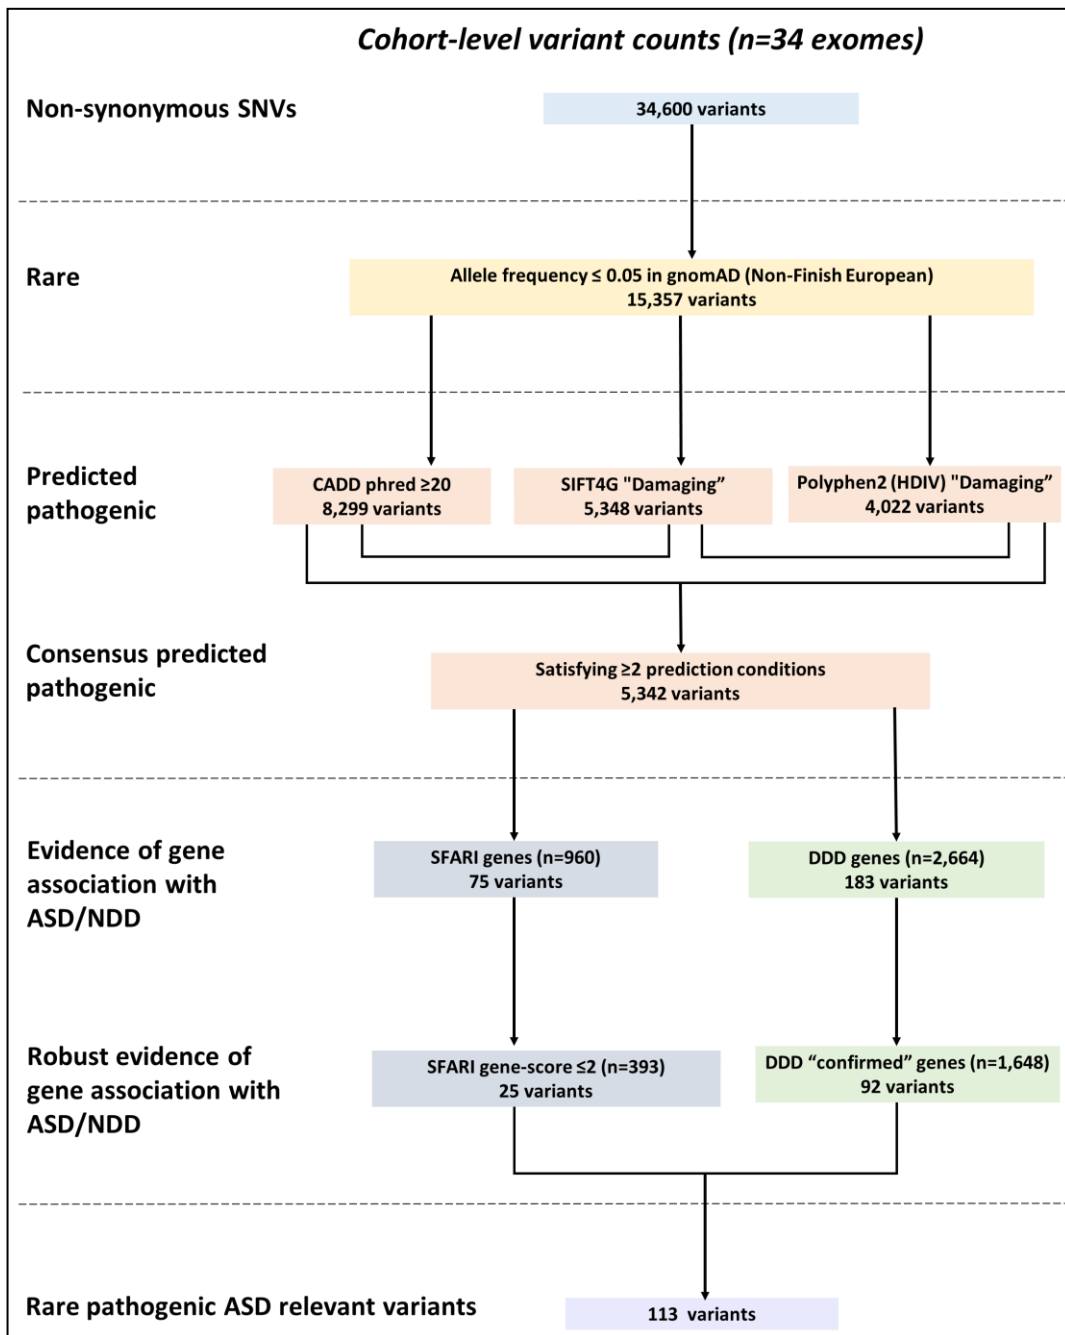 Cohort-level variant counts (n=34 exomes)
Non-synonymous SNVs
34,600 variants
Rare
Allele frequency ≤ 0.05 in gnomAD (Non-Finish European)
15,357 variants
Predicted
pathogenic
CADD phred ≥20
8,299 variants
SIFT4G "Damaging”
5,348 variants
Polyphen2 (HDIV) "Damaging”
4,022 variants
Consensus predicted
pathogenic
Satisfying ≥2 prediction conditions
5,342 variants
Evidence of gene
association with
ASD/NDD
SFARI genes (n=960)
75 variants
DDD genes (n=2,664)
183 variants
Robust evidence of
gene association with
ASD/NDD
SFARI gene-score ≤2 (n=393)
25 variants
DDD “confirmed” genes (n=1,648)
92 variants
Rare pathogenic ASD relevant variants
113 variants